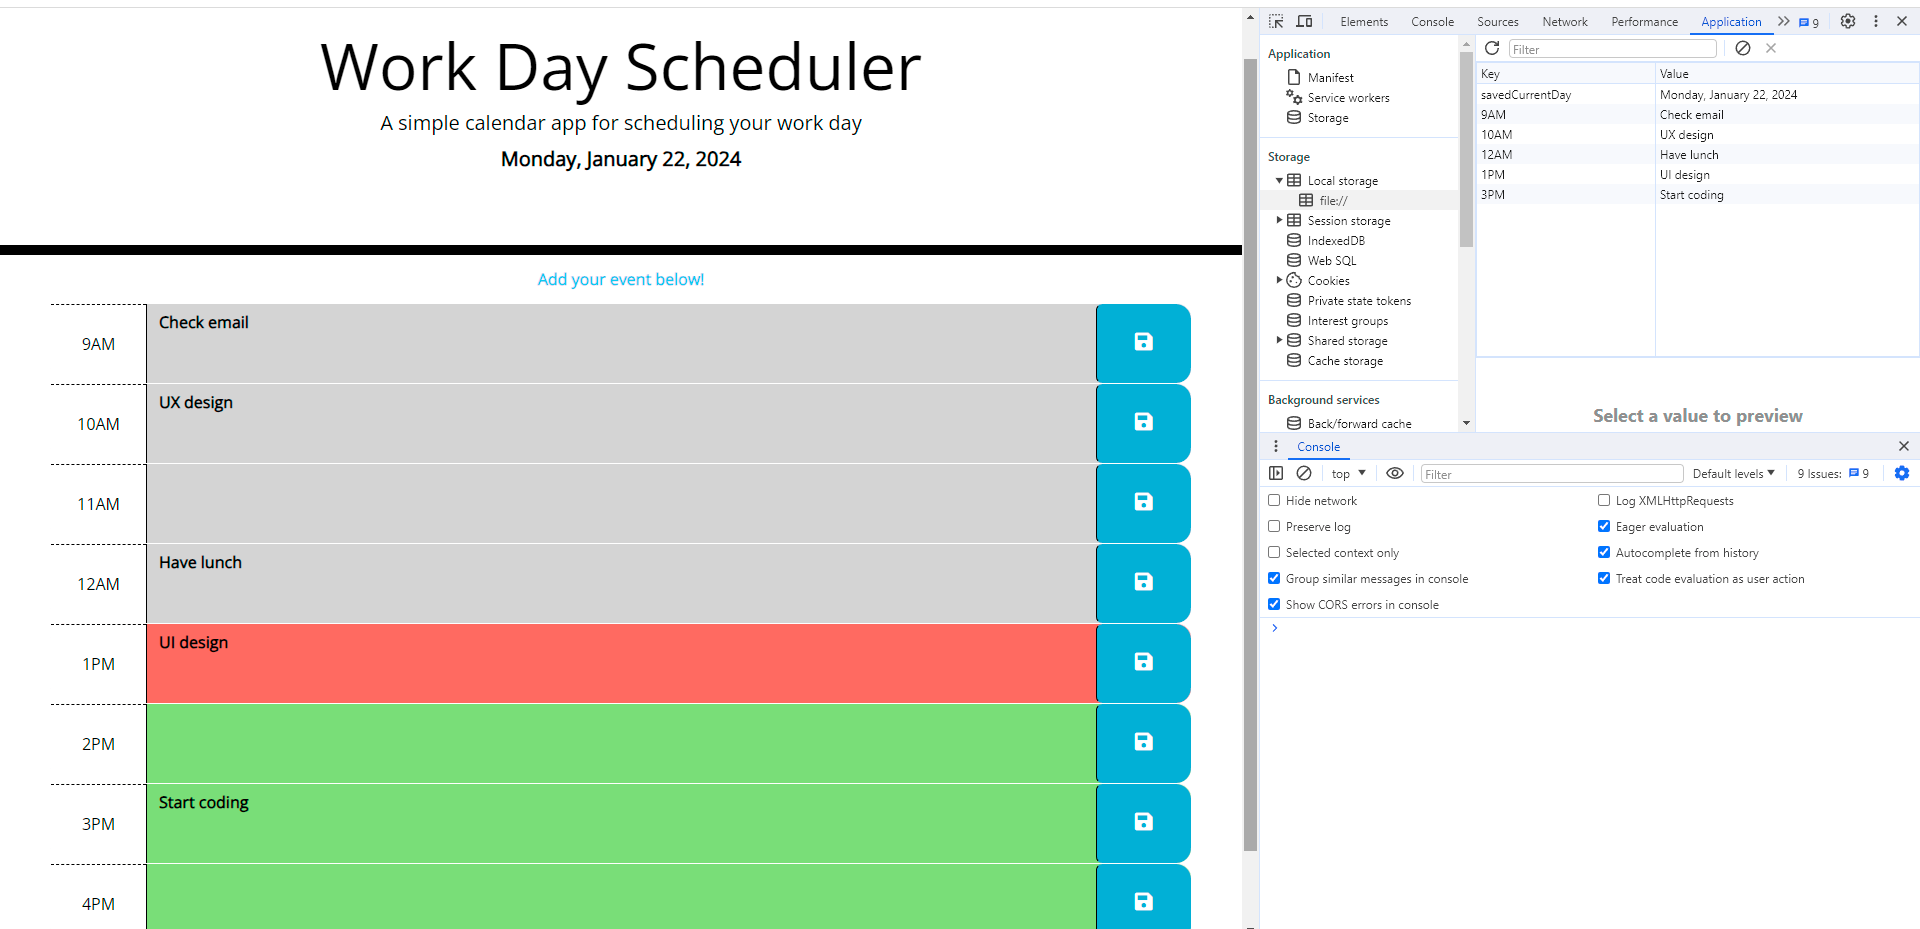 Work Day Scheduler
A simple calendar app for scheduling your work day
Monday, January 22, 2024
Add your event below!
9AM Check email
10AM UX design
11AM
12AM Have lunch
1PM UI design
2PM
3PM Start coding
4PM
Elements Console Sources Network Performance Application 9
Application
Manifest
Service workers
Storage
Storage
Local storage
file://
Session storage
IndexedDB
Web SQL
Cookies
Private state tokens
Interest groups
Shared storage
Cache storage
Background services
Back/forward cache
Filter
Key Value
savedCurrentDay Monday, January 22, 2024
9AM Check email
10AM UX design
12AM Have lunch
1PM UI design
3PM Start coding
Select a value to preview
Console
top Filter Default levels 9 Issues: 9
Hide network Log XMLHttpRequests
Preserve log Eager evaluation
Selected context only Autocomplete from history
Group similar messages in console Treat code evaluation as user action
Show CORS errors in console